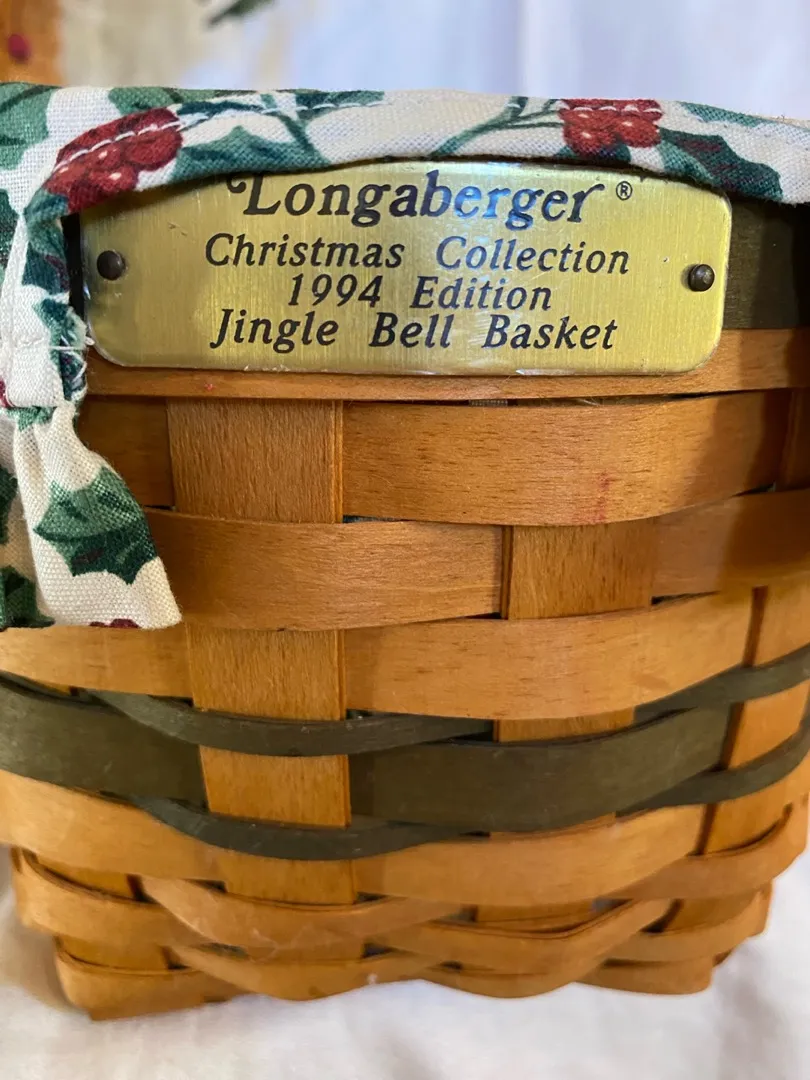 Longaberger®
Christmas Collection
1994 Edition
Jingle Bell Basket